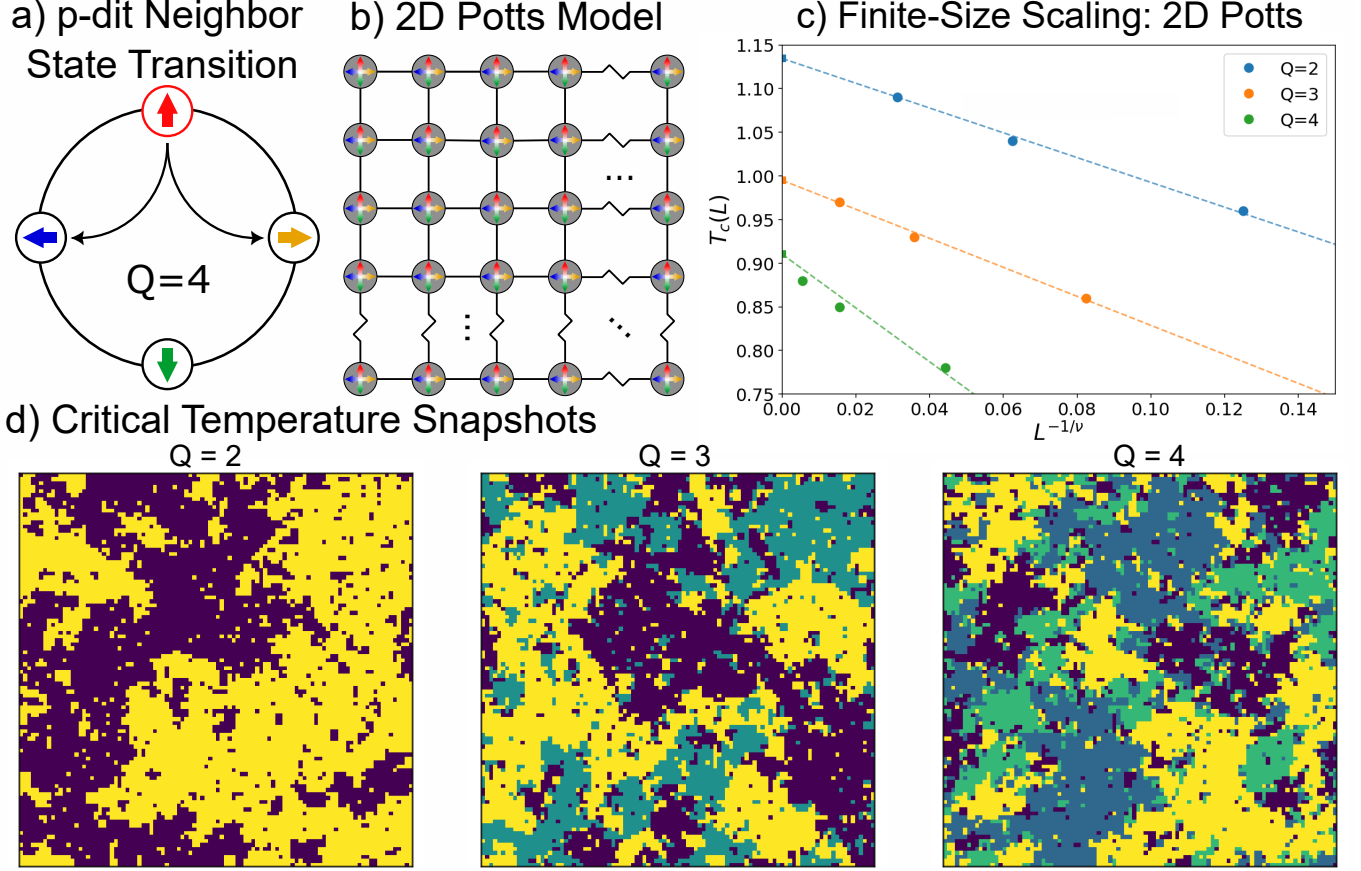 a) p-dit Neighbor
State Transition
Q=4
b) 2D Potts Model
...
⋮
⋱
c) Finite-Size Scaling: 2D Potts
1.15
1.10
1.05
1.00
0.95
0.90
0.85
0.80
0.75
T_c(L)
Q=2
Q=3
Q=4
0.00 0.02 0.04 0.06 0.08 0.10 0.12 0.14
L^{-1/ν}
d) Critical Temperature Snapshots
Q = 2
Q = 3
Q = 4